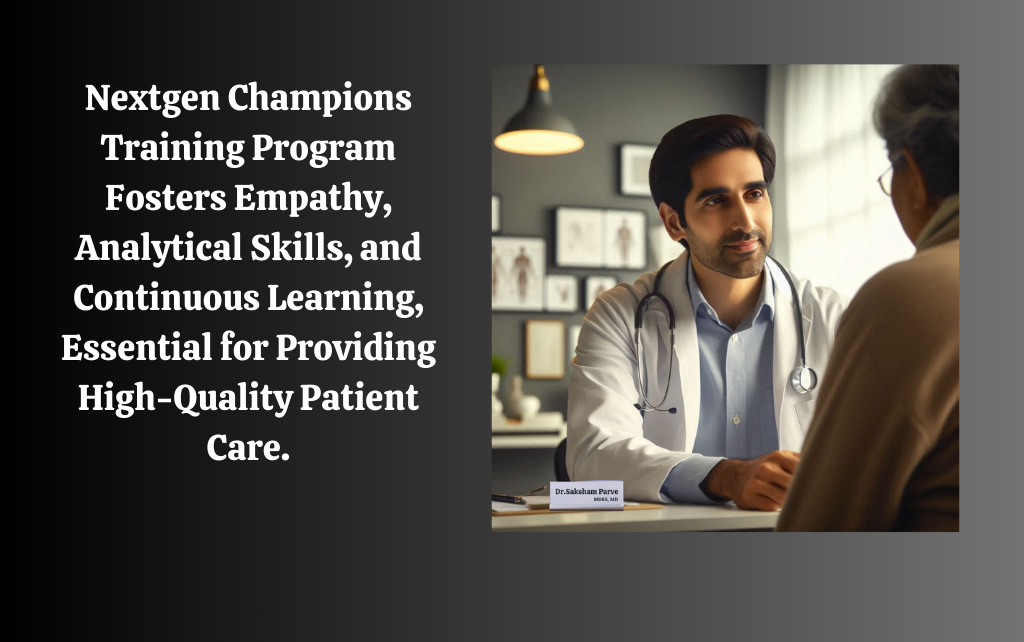 Nextgen Champions
Training Program
Fosters Empathy,
Analytical Skills, and
Continuous Learning,
Essential for Providing
High-Quality Patient
Care.
Dr.Saksham Parve
MBBS, MD